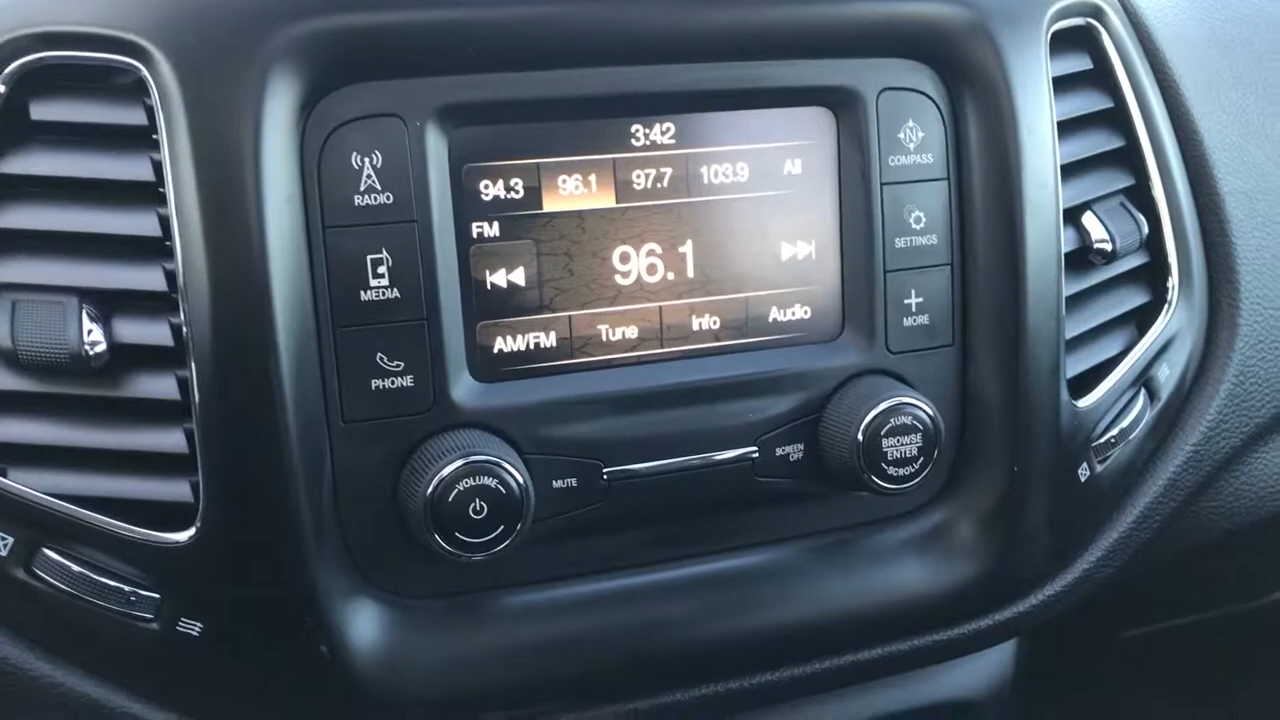 3:42
94.3 96.1 97.7 103.9 All
FM
96.1
AM/FM Tune Info Audio
RADIO
MEDIA
PHONE
N
COMPASS
SETTINGS
MORE
VOLUME
MUTE
SCREEN
OFF
TUNE
BROWSE
ENTER
SCROLL